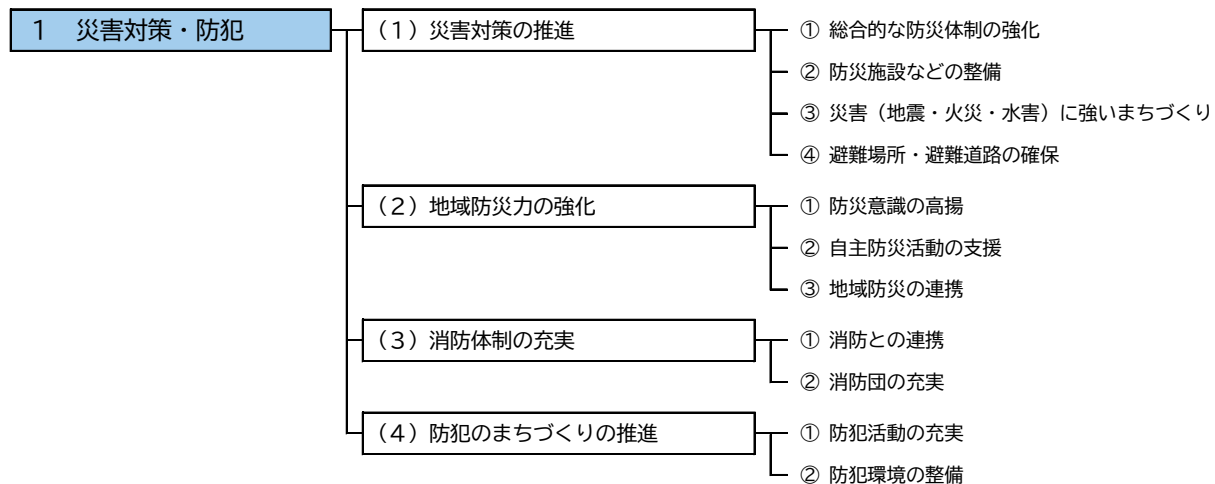 1　災害対策・防犯
（1）災害対策の推進
① 総合的な防災体制の強化
② 防災施設などの整備
③ 災害（地震・火災・水害）に強いまちづくり
④ 避難場所・避難道路の確保
（2）地域防災力の強化
① 防災意識の高揚
② 自主防災活動の支援
③ 地域防災の連携
（3）消防体制の充実
① 消防との連携
② 消防団の充実
（4）防犯のまちづくりの推進
① 防犯活動の充実
② 防犯環境の整備